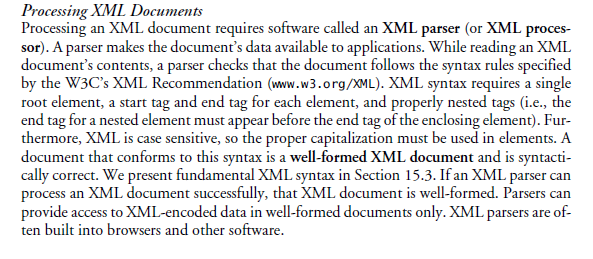 Processing XML Documents
Processing an XML document requires software called an XML parser (or XML proces-
sor). A parser makes the document's data available to applications. While reading an XML
document's contents, a parser checks that the document follows the syntax rules specified
by the W3C's XML Recommendation (www.w3.org/XML). XML syntax requires a single
root element, a start tag and end tag for each element, and properly nested tags (i.e., the
end tag for a nested element must appear before the end tag of the enclosing element). Fur-
thermore, XML is case sensitive, so the proper capitalization must be used in elements. A
document that conforms to this syntax is a well-formed XML document and is syntacti-
cally correct. We present fundamental XML syntax in Section 15.3. If an XML parser can
process an XML document successfully, that XML document is well-formed. Parsers can
provide access to XML-encoded data in well-formed documents only. XML parsers are of-
ten built into browsers and other software.